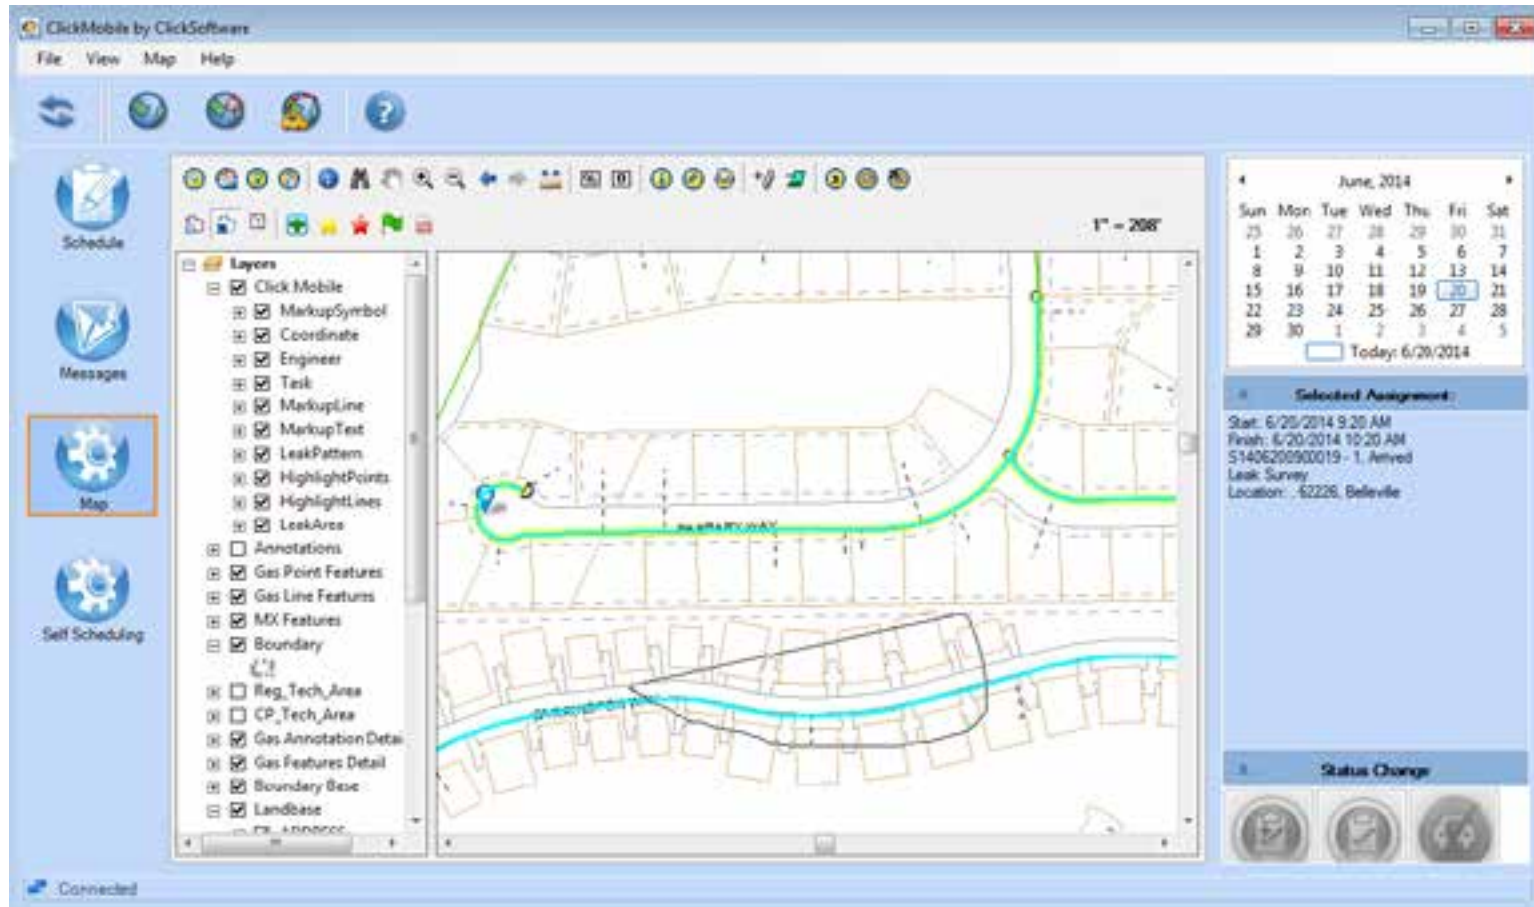 ClickMobile by ClickSoftware
File View Map Help
Schedule
Messages
Map
Self Scheduling
1" = 208'
Layers
Click Mobile
MarkupSymbol
Coordinate
Engineer
Task
MarkupLine
MarkupText
LeakPattern
HighlightPoints
HighlightLines
LeakArea
Annotations
Gas Point Features
Gas Line Features
MX Features
Boundary
Reg_Tech_Area
CP_Tech_Area
Gas Annotation Detai
Gas Features Detail
Boundary Base
Landbase
June, 2014
Sun Mon Tue Wed Thu Fri Sat
25 26 27 28 29 30 31
1 2 3 4 5 6 7
8 9 10 11 12 13 14
15 16 17 18 19 20 21
22 23 24 25 26 27 28
29 30 1 2 3 4 5
Today: 6/20/2014
Selected Assignment:
Start: 6/20/2014 9:20 AM
Finish: 6/20/2014 10:20 AM
S1406200900019 - 1, Arrived
Leak Survey
Location: , 62226, Belleville
Status Change
Connected